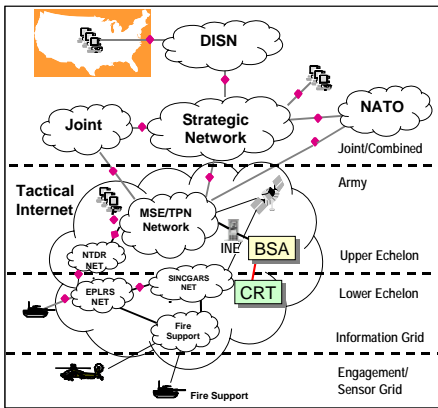 DISN
NATO
Strategic
Network
Joint
Joint/Combined
Army
Tactical
Internet
MSE/TPN
Network
INE
BSA
NTDR
NET
Upper Echelon
SINCGARS
NET
Lower Echelon
EPLRS
NET
CRT
Fire
Support
Information Grid
Engagement/
Sensor Grid
Fire Support